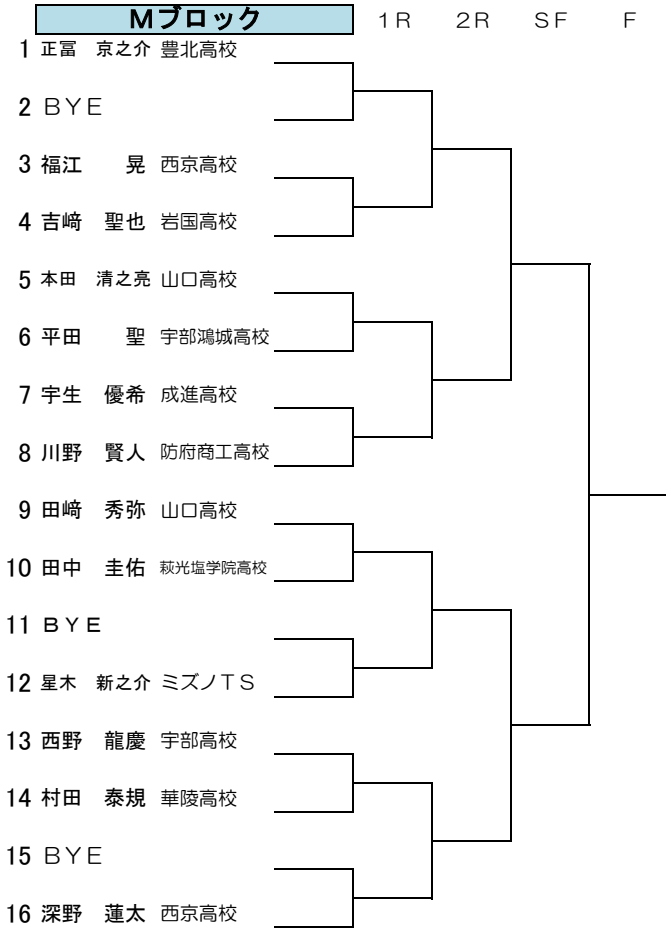 Mブロック 1R 2R SF F
1 正冨 京之介 豊北高校
2 BYE
3 福江 晃 西京高校
4 吉﨑 聖也 岩国高校
5 本田 清之亮 山口高校
6 平田 聖 宇部鴻城高校
7 宇生 優希 成進高校
8 川野 賢人 防府商工高校
9 田﨑 秀弥 山口高校
10 田中 圭佑 萩光塩学院高校
11 BYE
12 星木 新之介 ミズノTS
13 西野 龍慶 宇部高校
14 村田 泰規 華陵高校
15 BYE
16 深野 蓮太 西京高校